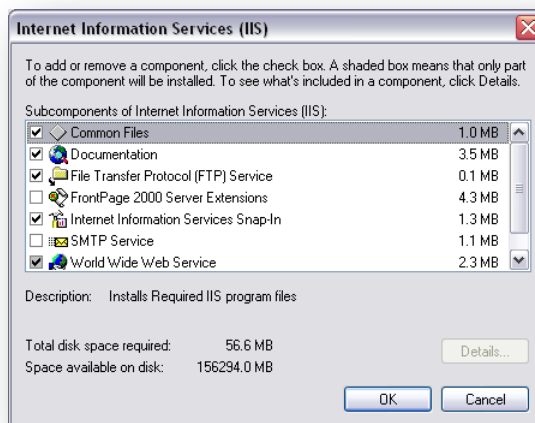 Internet Information Services (IIS)
To add or remove a component, click the check box. A shaded box means that only part
of the component will be installed. To see what's included in a component, click Details.
Subcomponents of Internet Information Services (IIS):
Common Files 1.0 MB
Documentation 3.5 MB
File Transfer Protocol (FTP) Service 0.1 MB
FrontPage 2000 Server Extensions 4.3 MB
Internet Information Services Snap-In 1.3 MB
SMTP Service 1.1 MB
World Wide Web Service 2.3 MB
Description: Installs Required IIS program files
Total disk space required: 56.6 MB
Space available on disk: 156294.0 MB
Details...
OK Cancel